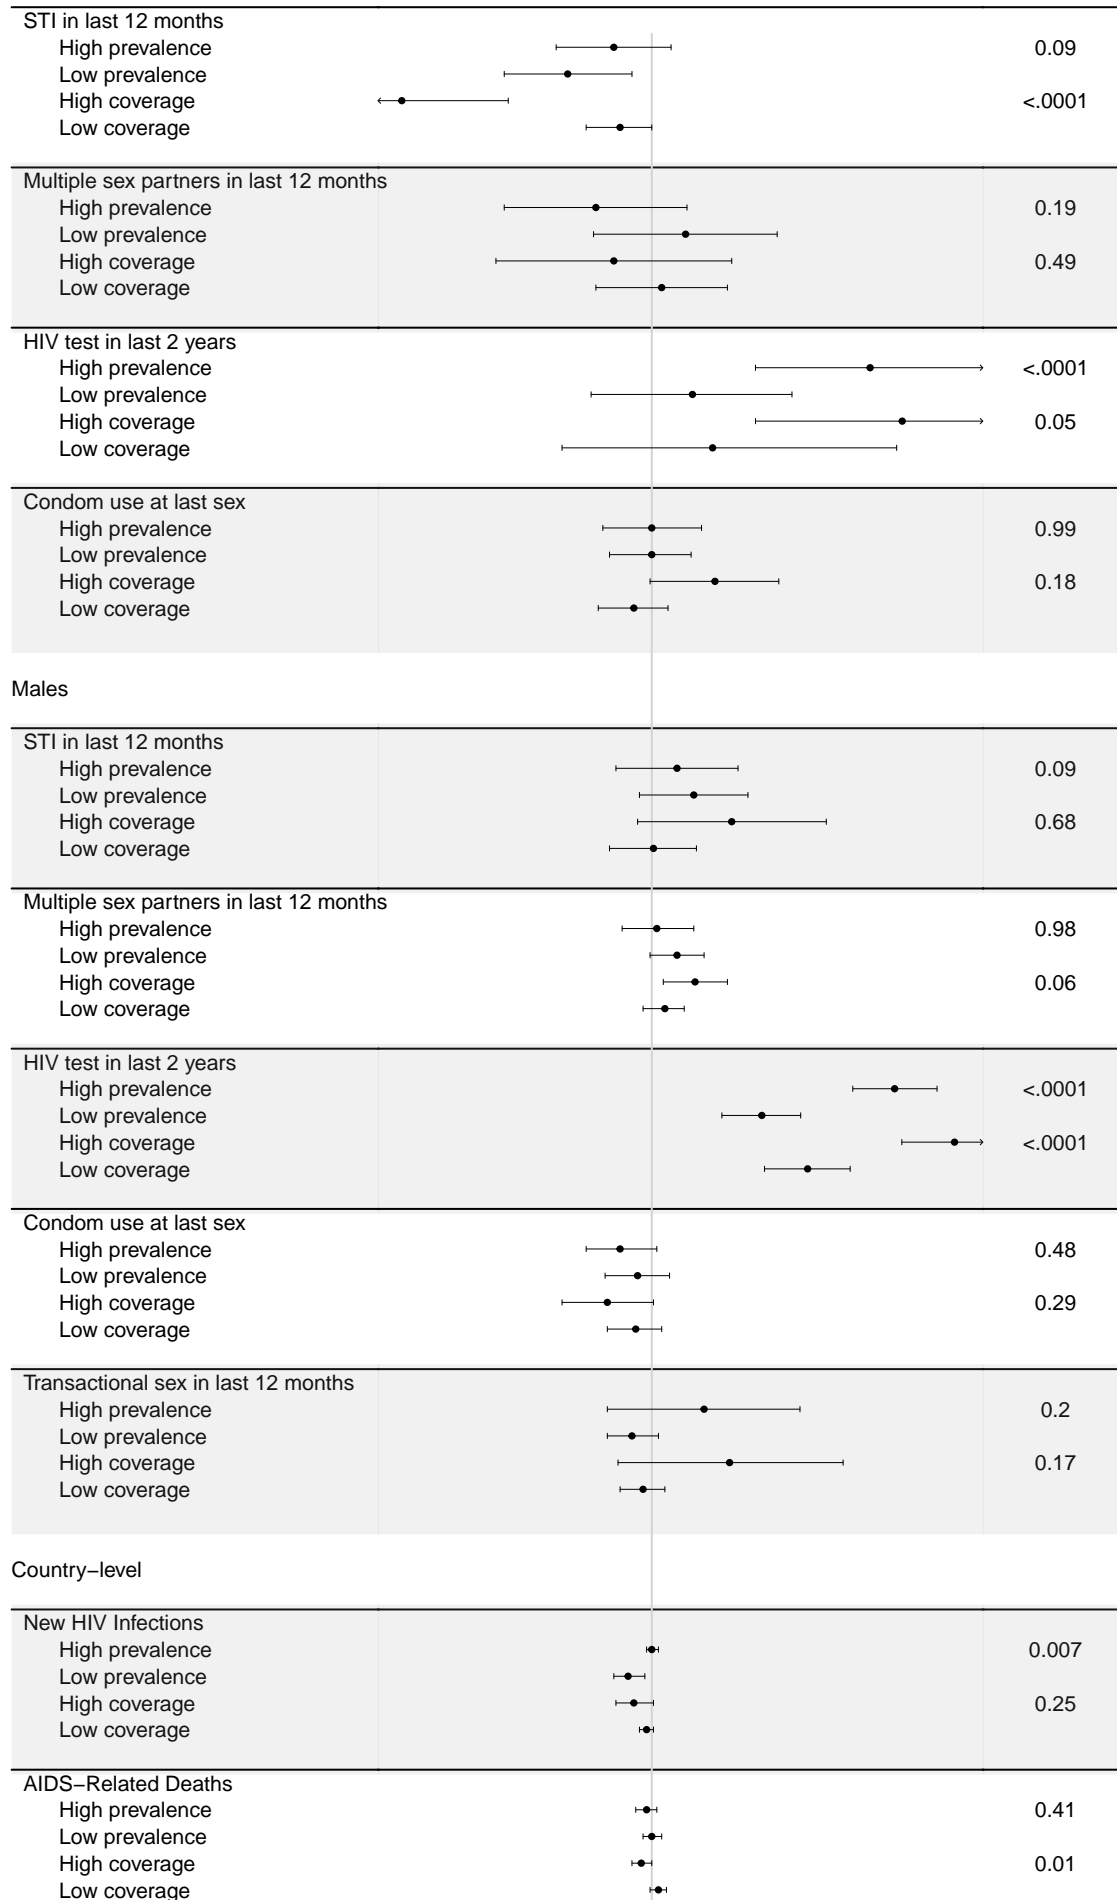 STI in last 12 months
High prevalence 0.09
Low prevalence
High coverage <.0001
Low coverage
Multiple sex partners in last 12 months
High prevalence 0.19
Low prevalence
High coverage 0.49
Low coverage
HIV test in last 2 years
High prevalence <.0001
Low prevalence
High coverage 0.05
Low coverage
Condom use at last sex
High prevalence 0.99
Low prevalence
High coverage 0.18
Low coverage
Males
STI in last 12 months
High prevalence 0.09
Low prevalence
High coverage 0.68
Low coverage
Multiple sex partners in last 12 months
High prevalence 0.98
Low prevalence
High coverage 0.06
Low coverage
HIV test in last 2 years
High prevalence <.0001
Low prevalence
High coverage <.0001
Low coverage
Condom use at last sex
High prevalence 0.48
Low prevalence
High coverage 0.29
Low coverage
Transactional sex in last 12 months
High prevalence 0.2
Low prevalence
High coverage 0.17
Low coverage
Country−level
New HIV Infections
High prevalence 0.007
Low prevalence
High coverage 0.25
Low coverage
AIDS−Related Deaths
High prevalence 0.41
Low prevalence
High coverage 0.01
Low coverage